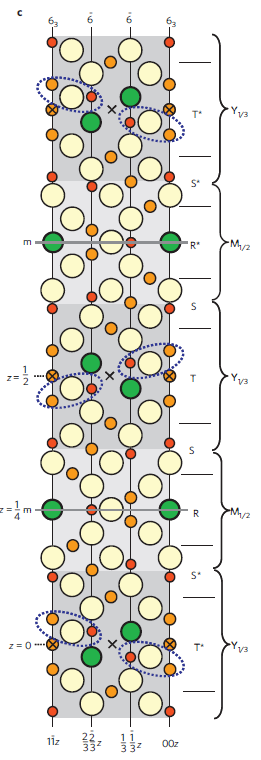 c
6₃ 6̄ 6̄ 6₃
T* Y₁/₃
S*
m R* M₁/₂
S
z = 1/2 T Y₁/₃
S
z = 1/4 m R M₁/₂
S*
z = 0 T* Y₁/₃
11̄z 2̄/3 2̄/3 z 1/3 1̄/3 z 00z